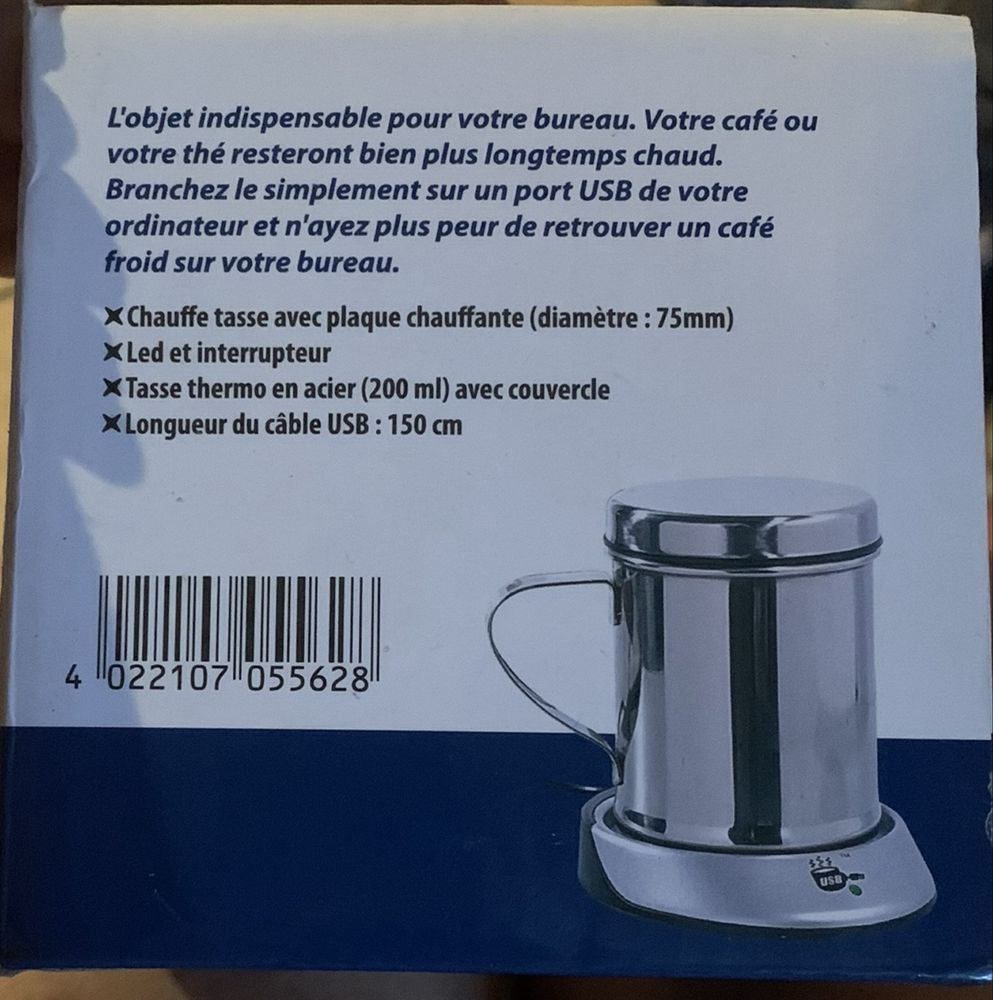 L'objet indispensable pour votre bureau. Votre café ou
votre thé resteront bien plus longtemps chaud.
Branchez le simplement sur un port USB de votre
ordinateur et n'ayez plus peur de retrouver un café
froid sur votre bureau.
Chauffe tasse avec plaque chauffante (diamètre : 75mm)
Led et interrupteur
Tasse thermo en acier (200 ml) avec couvercle
Longueur du câble USB : 150 cm
4 022107 055628
USB ™